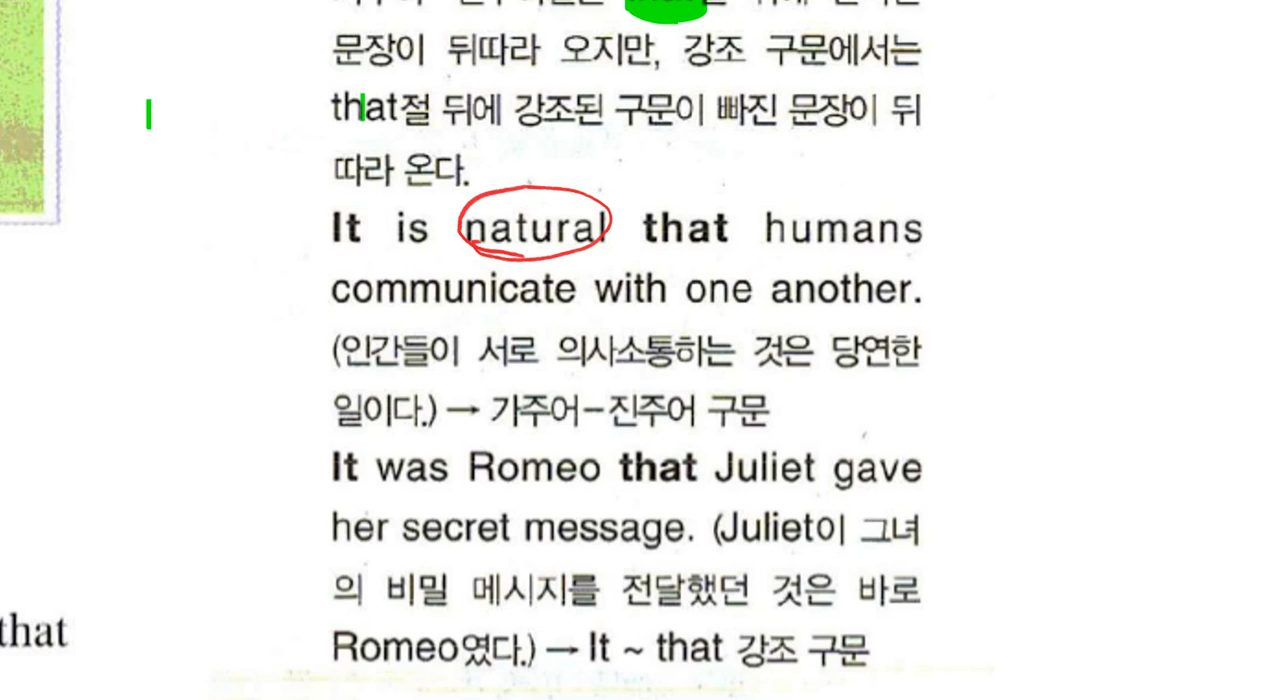 문장이 뒤따라 오지만, 강조 구문에서는
that절 뒤에 강조된 구문이 빠진 문장이 뒤
따라 온다.
It is natural that humans
communicate with one another.
(인간들이 서로 의사소통하는 것은 당연한
일이다.) → 가주어-진주어 구문
It was Romeo that Juliet gave
her secret message. (Juliet이 그녀
의 비밀 메시지를 전달했던 것은 바로
that
Romeo였다.) → It ~ that 강조 구문